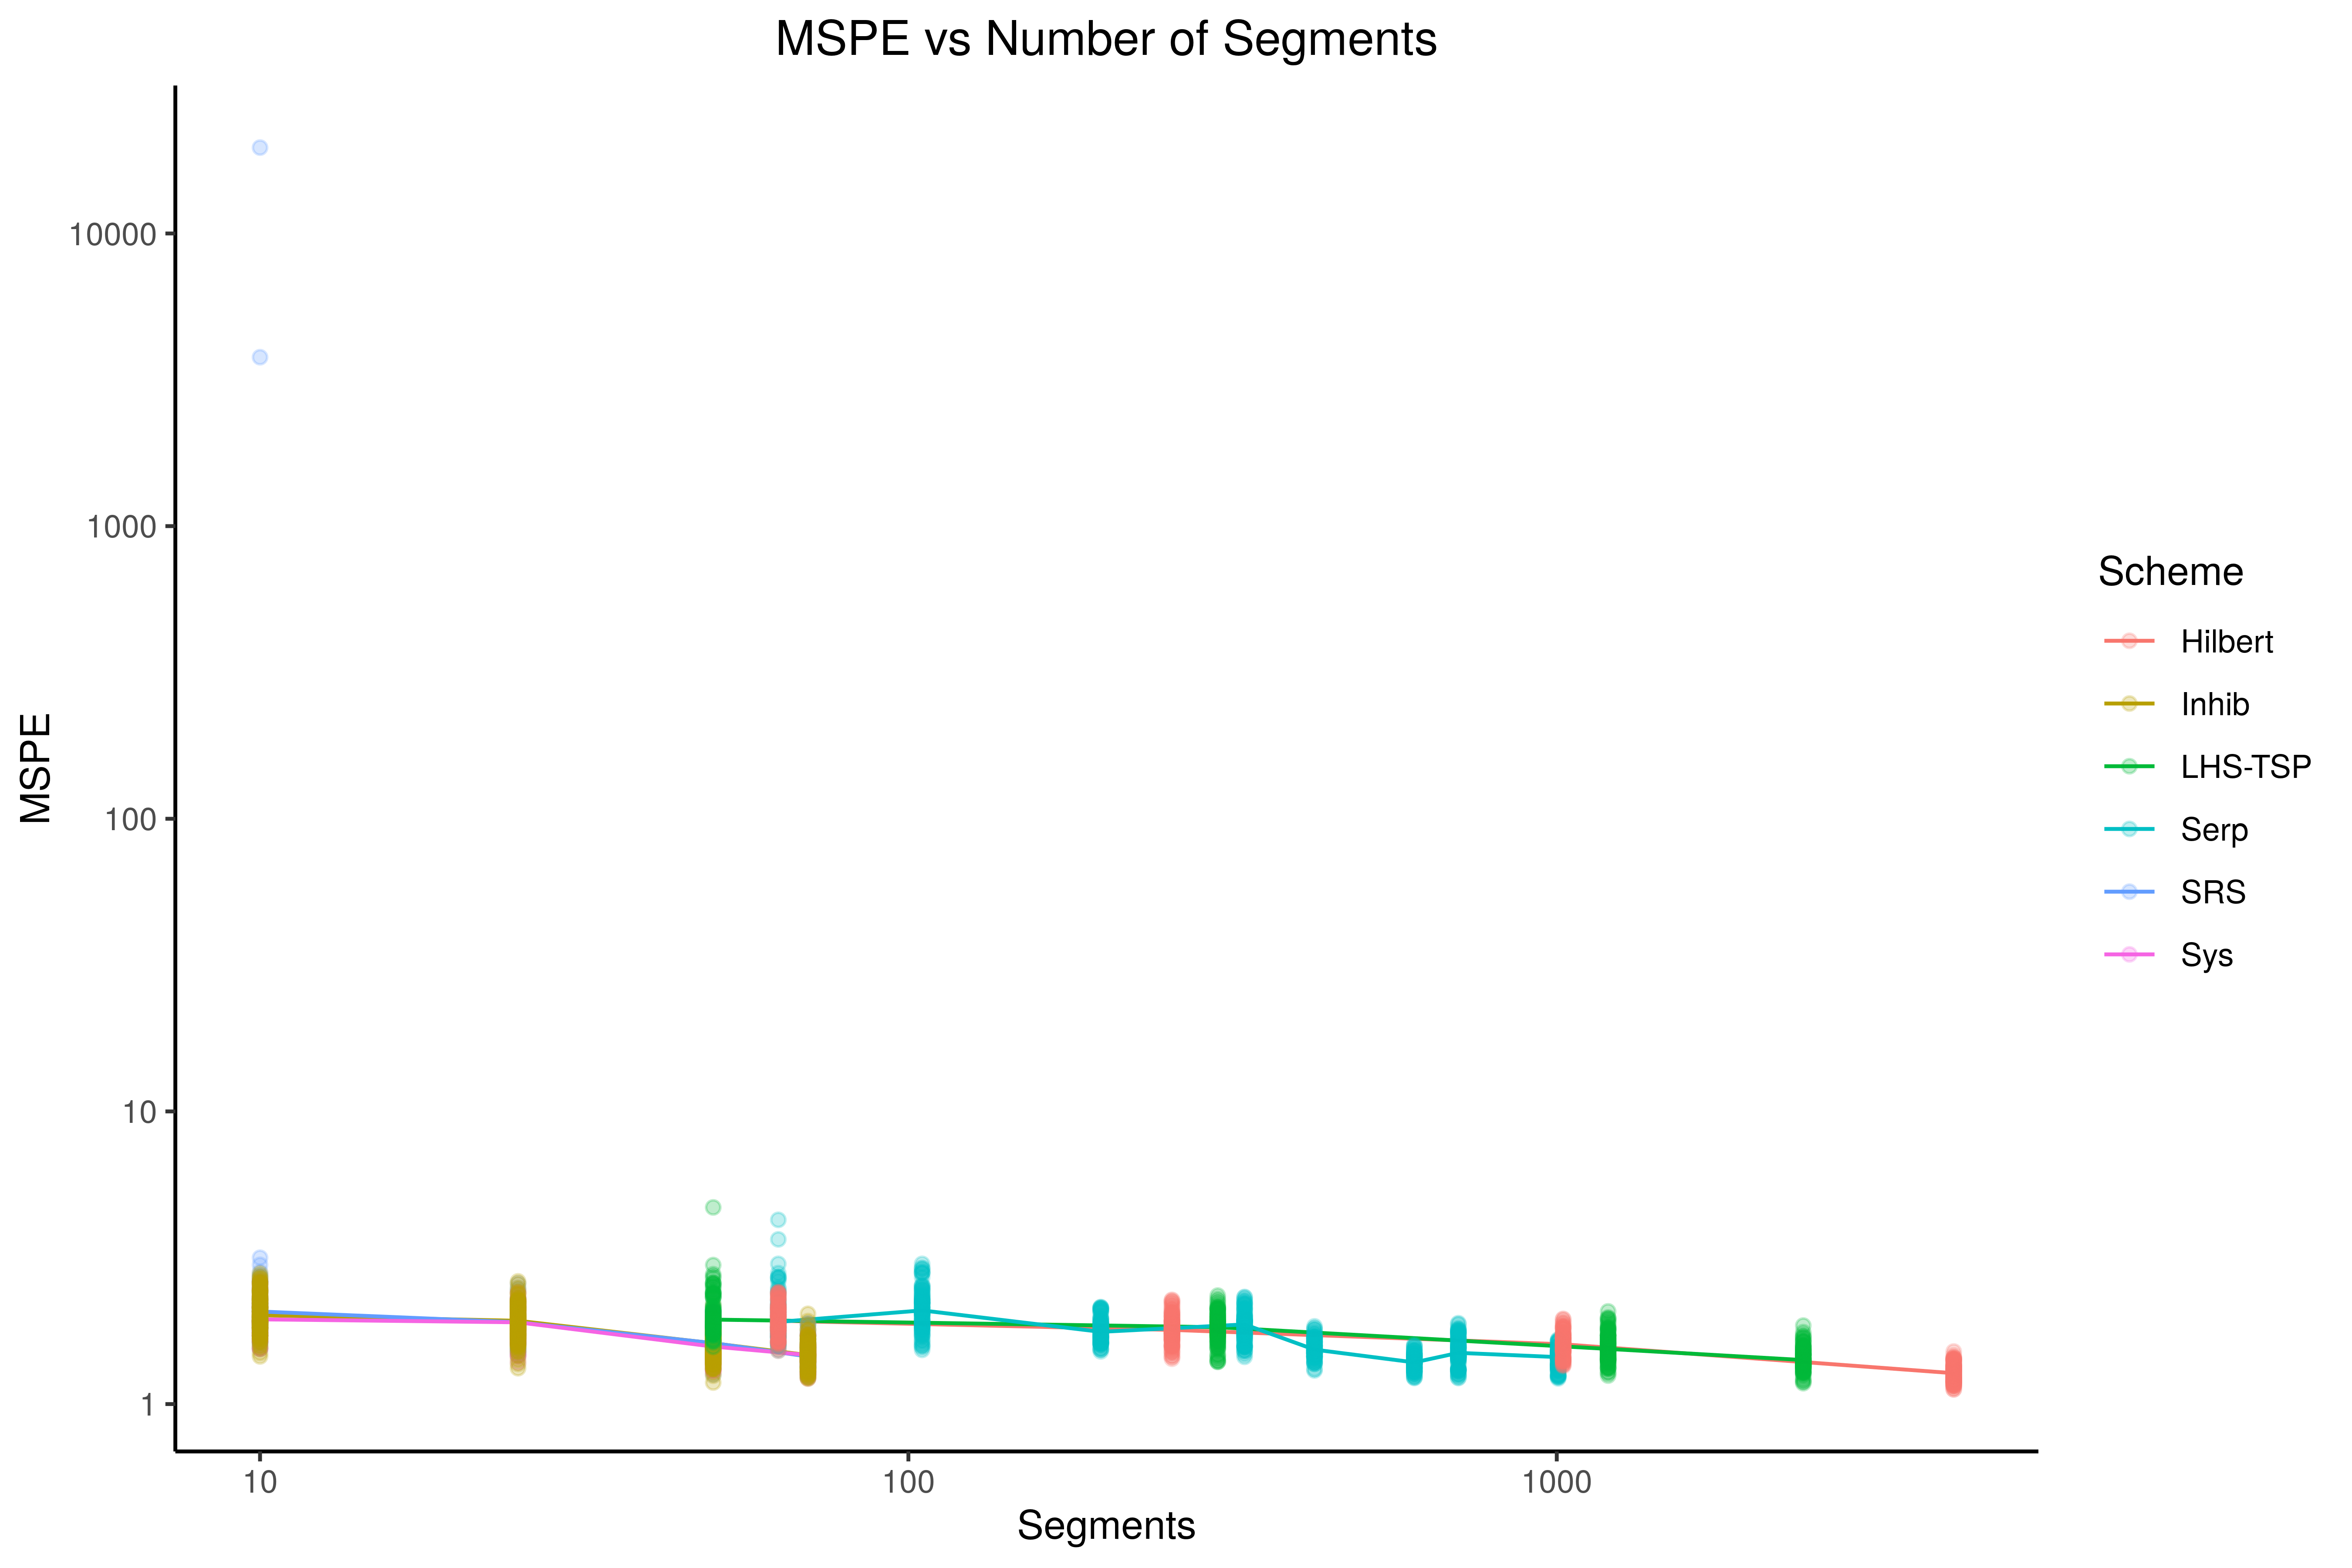 MSPE vs Number of Segments
MSPE
10000
1000
100
10
1
10
100
1000
Segments
Scheme
Hilbert
Inhib
LHS-TSP
Serp
SRS
Sys